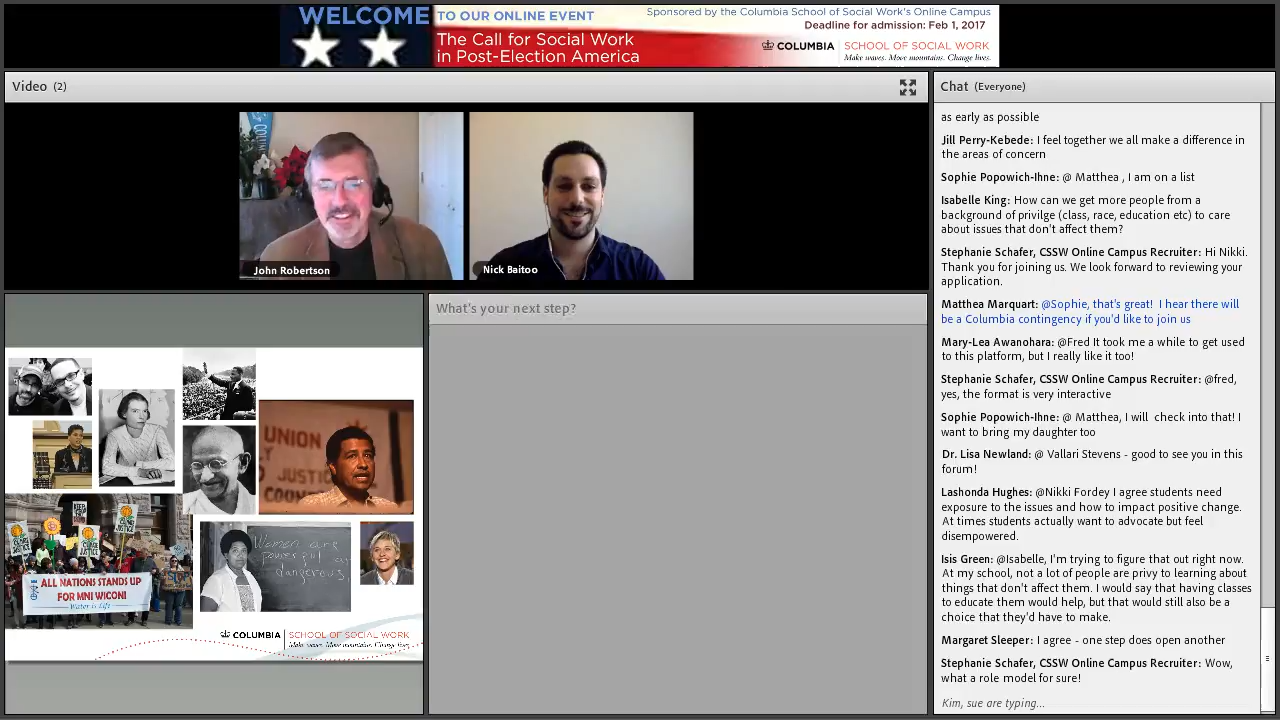 WELCOME TO OUR ONLINE EVENT
The Call for Social Work
in Post-Election America
Sponsored by the Columbia School of Social Work's Online Campus
Deadline for admission: Feb 1, 2017
COLUMBIA SCHOOL OF SOCIAL WORK
Make waves. Move mountains. Change lives.
Video (2)
John Robertson
Nick Baitoo
What's your next step?
UNION
JUSTIC
COUN
CLIMATE JUSTICE
ALL NATIONS STANDS UP
FOR MNI WICONI
Water is Life
Women are
powerful
dangerous.
COLUMBIA SCHOOL OF SOCIAL WORK
Make waves. Move mountains. Change lives.
Chat (Everyone)
as early as possible
Jill Perry-Kebede: I feel together we all make a difference in
the areas of concern
Sophie Popowich-Ihne: @ Matthea , I am on a list
Isabelle King: How can we get more people from a
background of privilge (class, race, education etc) to care
about issues that don't affect them?
Stephanie Schafer, CSSW Online Campus Recruiter: Hi Nikki.
Thank you for joining us. We look forward to reviewing your
application.
Matthea Marquart: @Sophie, that's great! I hear there will
be a Columbia contingency if you'd like to join us
Mary-Lea Awanohara: @Fred It took me a while to get used
to this platform, but I really like it too!
Stephanie Schafer, CSSW Online Campus Recruiter: @fred,
yes, the format is very interactive
Sophie Popowich-Ihne: @ Matthea, I will check into that! I
want to bring my daughter too
Dr. Lisa Newland: @ Vallari Stevens - good to see you in this
forum!
Lashonda Hughes: @Nikki Fordey I agree students need
exposure to the issues and how to impact positive change.
At times students actually want to advocate but feel
disempowered.
Isis Green: @Isabelle, I'm trying to figure that out right now.
At my school, not a lot of people are privy to learning about
things that don't affect them. I would say that having classes
to educate them would help, but that would still also be a
choice that they'd have to make.
Margaret Sleeper: I agree - one step does open another
Stephanie Schafer, CSSW Online Campus Recruiter: Wow,
what a role model for sure!
Kim, sue are typing...